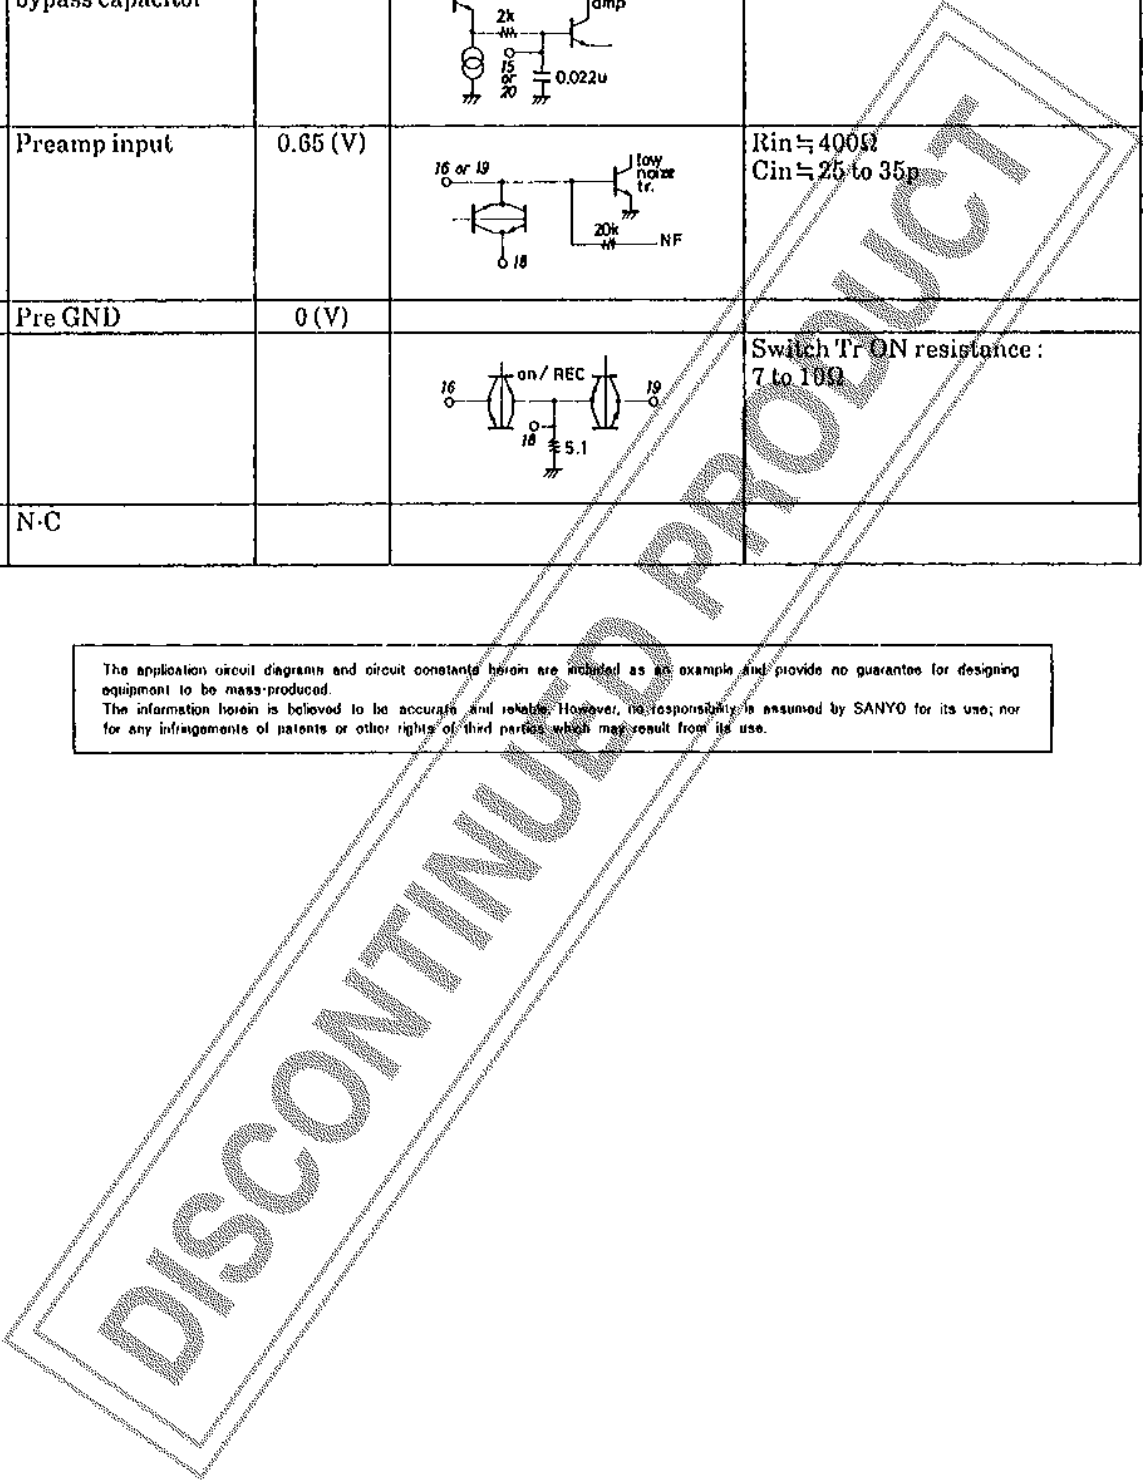 bypass capacitor
amp
2k
15
or
20
0.022u
Preamp input
0.65 (V)
16 or 19
low
noize
tr.
20k
NF
18
Rin≒400Ω
Cin≒25 to 35p
Pre GND
0 (V)
16
on / REC
19
18
5.1
Switch Tr ON resistance :
7 to 10Ω
N·C
The application circuit diagrams and circuit constants herein are included as an example and provide no guarantee for designing
equipment to be mass-produced.
The information herein is believed to be accurate and reliable. However, no responsibility is assumed by SANYO for its use; nor
for any infringements of patents or other rights of third parties which may result from its use.
DISCONTINUED PRODUCT